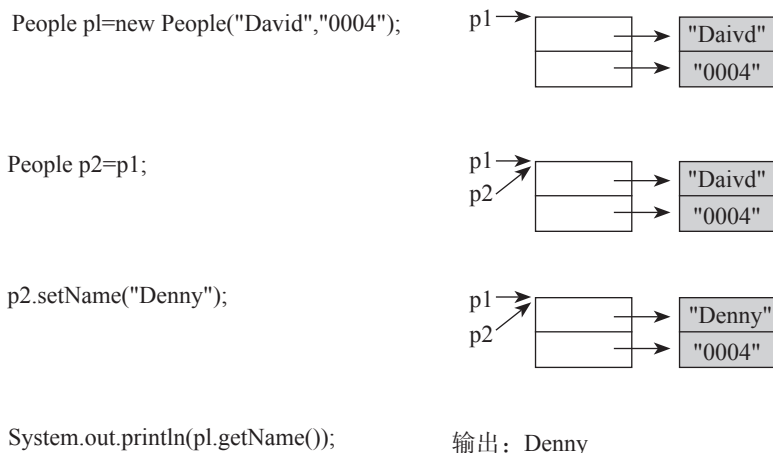 People pl=new People("David","0004");
p1
"Daivd"
"0004"
People p2=p1;
p1
p2
"Daivd"
"0004"
p2.setName("Denny");
p1
p2
"Denny"
"0004"
System.out.println(pl.getName());
输出：Denny